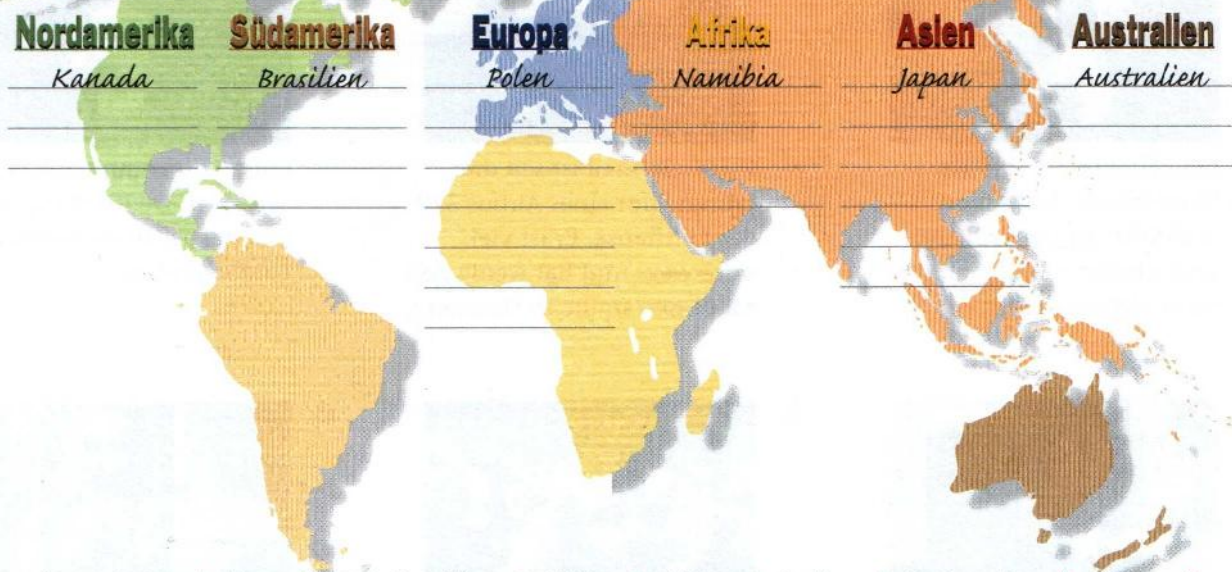 Nordamerika Südamerika Europa Afrika Asien Australien
Kanada Brasilien Polen Namibia Japan Australien